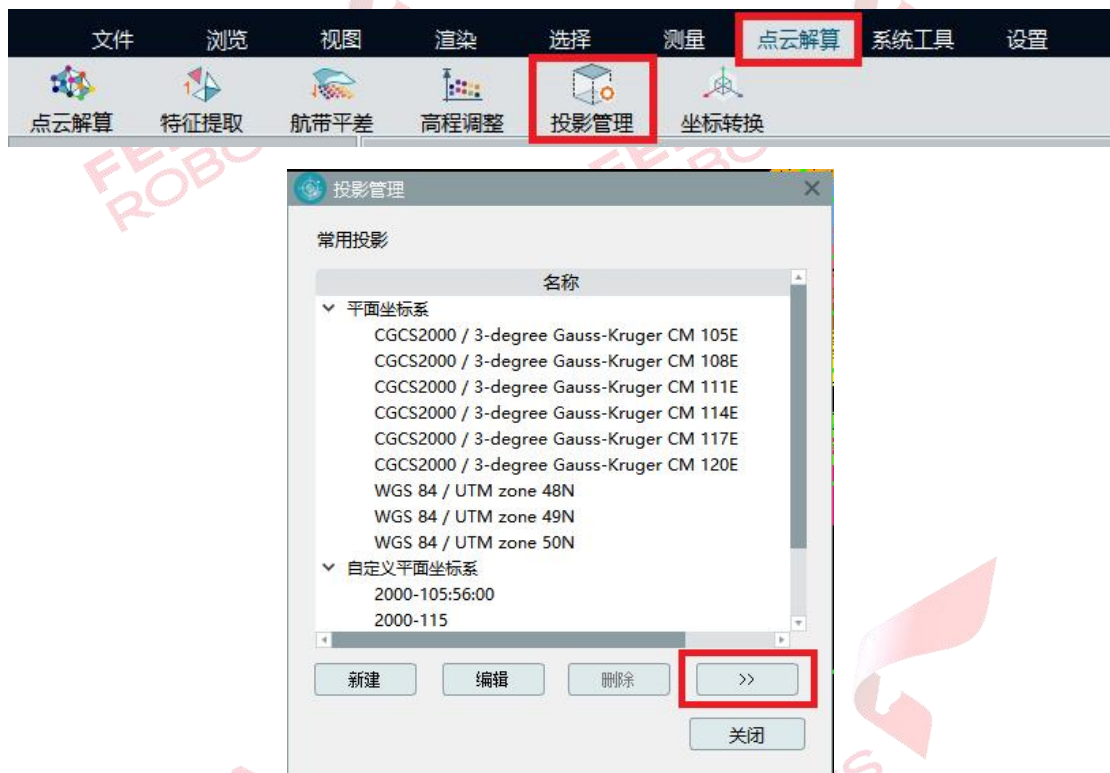 文件 浏览 视图 渲染 选择 测量 点云解算 系统工具 设置
点云解算 特征提取 航带平差 高程调整 投影管理 坐标转换
投影管理
常用投影
名称
平面坐标系
CGCS2000 / 3-degree Gauss-Kruger CM 105E
CGCS2000 / 3-degree Gauss-Kruger CM 108E
CGCS2000 / 3-degree Gauss-Kruger CM 111E
CGCS2000 / 3-degree Gauss-Kruger CM 114E
CGCS2000 / 3-degree Gauss-Kruger CM 117E
CGCS2000 / 3-degree Gauss-Kruger CM 120E
WGS 84 / UTM zone 48N
WGS 84 / UTM zone 49N
WGS 84 / UTM zone 50N
自定义平面坐标系
2000-105:56:00
2000-115
新建 编辑 删除 >>
关闭